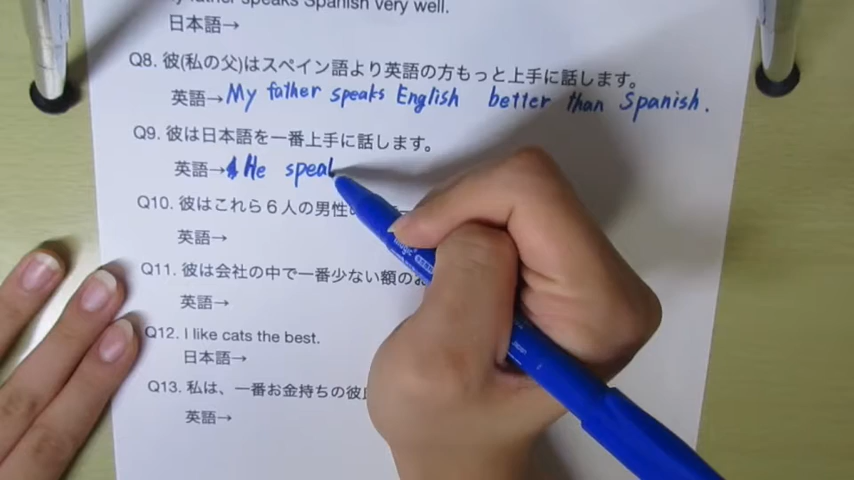 father speaks Spanish very well.
日本語→
Q8. 彼(私の父)はスペイン語より英語の方もっと上手に話します。
英語→My father speaks English better than Spanish.
Q9. 彼は日本語を一番上手に話します。
英語→He speak
Q10. 彼はこれら６人の男性
英語→
Q11. 彼は会社の中で一番少ない額の
英語→
Q12. I like cats the best.
日本語→
Q13. 私は、一番お金持ちの彼
英語→